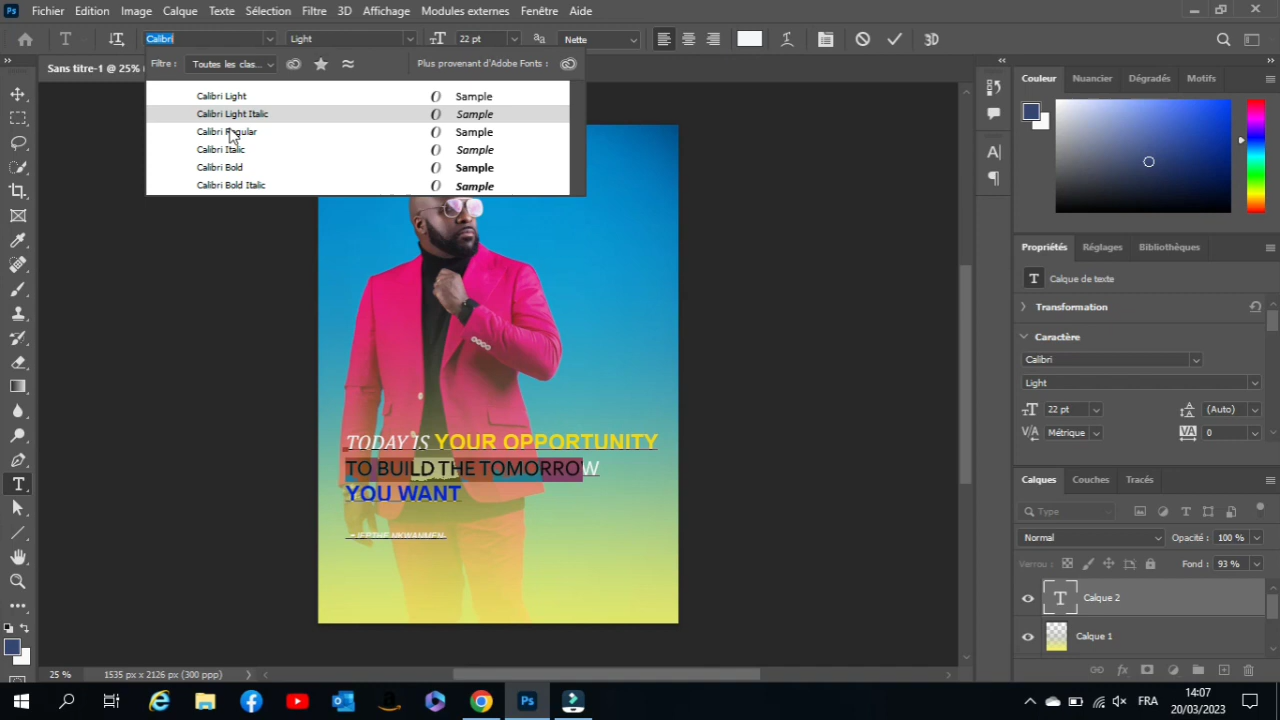 Ps Fichier Edition Image Calque Texte Sélection Filtre 3D Affichage Modules externes Fenêtre Aide
T Calibri Light 22 pt aa Nette 3D
Filtre : Toutes les clas... Plus provenant d'Adobe Fonts :
Sans titre-1 @ 25%
Calibri Light Sample
Calibri Light Italic Sample
Calibri Regular Sample
Calibri Italic Sample
Calibri Bold Sample
Calibri Bold Italic Sample
TODAY IS YOUR OPPORTUNITY
TO BUILD THE TOMORROW
YOU WANT
Couleur Nuancier Dégradés Motifs
Propriétés Réglages Bibliothèques
T Calque de texte
Transformation
Caractère
Calibri
Light
22 pt (Auto)
Métrique 0
Calques Couches Tracés
Type
Normal Opacité : 100 %
Verrou : Fond : 93 %
T Calque 2
Calque 1
25 % 1535 px x 2126 px (300 ppp)
FRA 14:07
20/03/2023